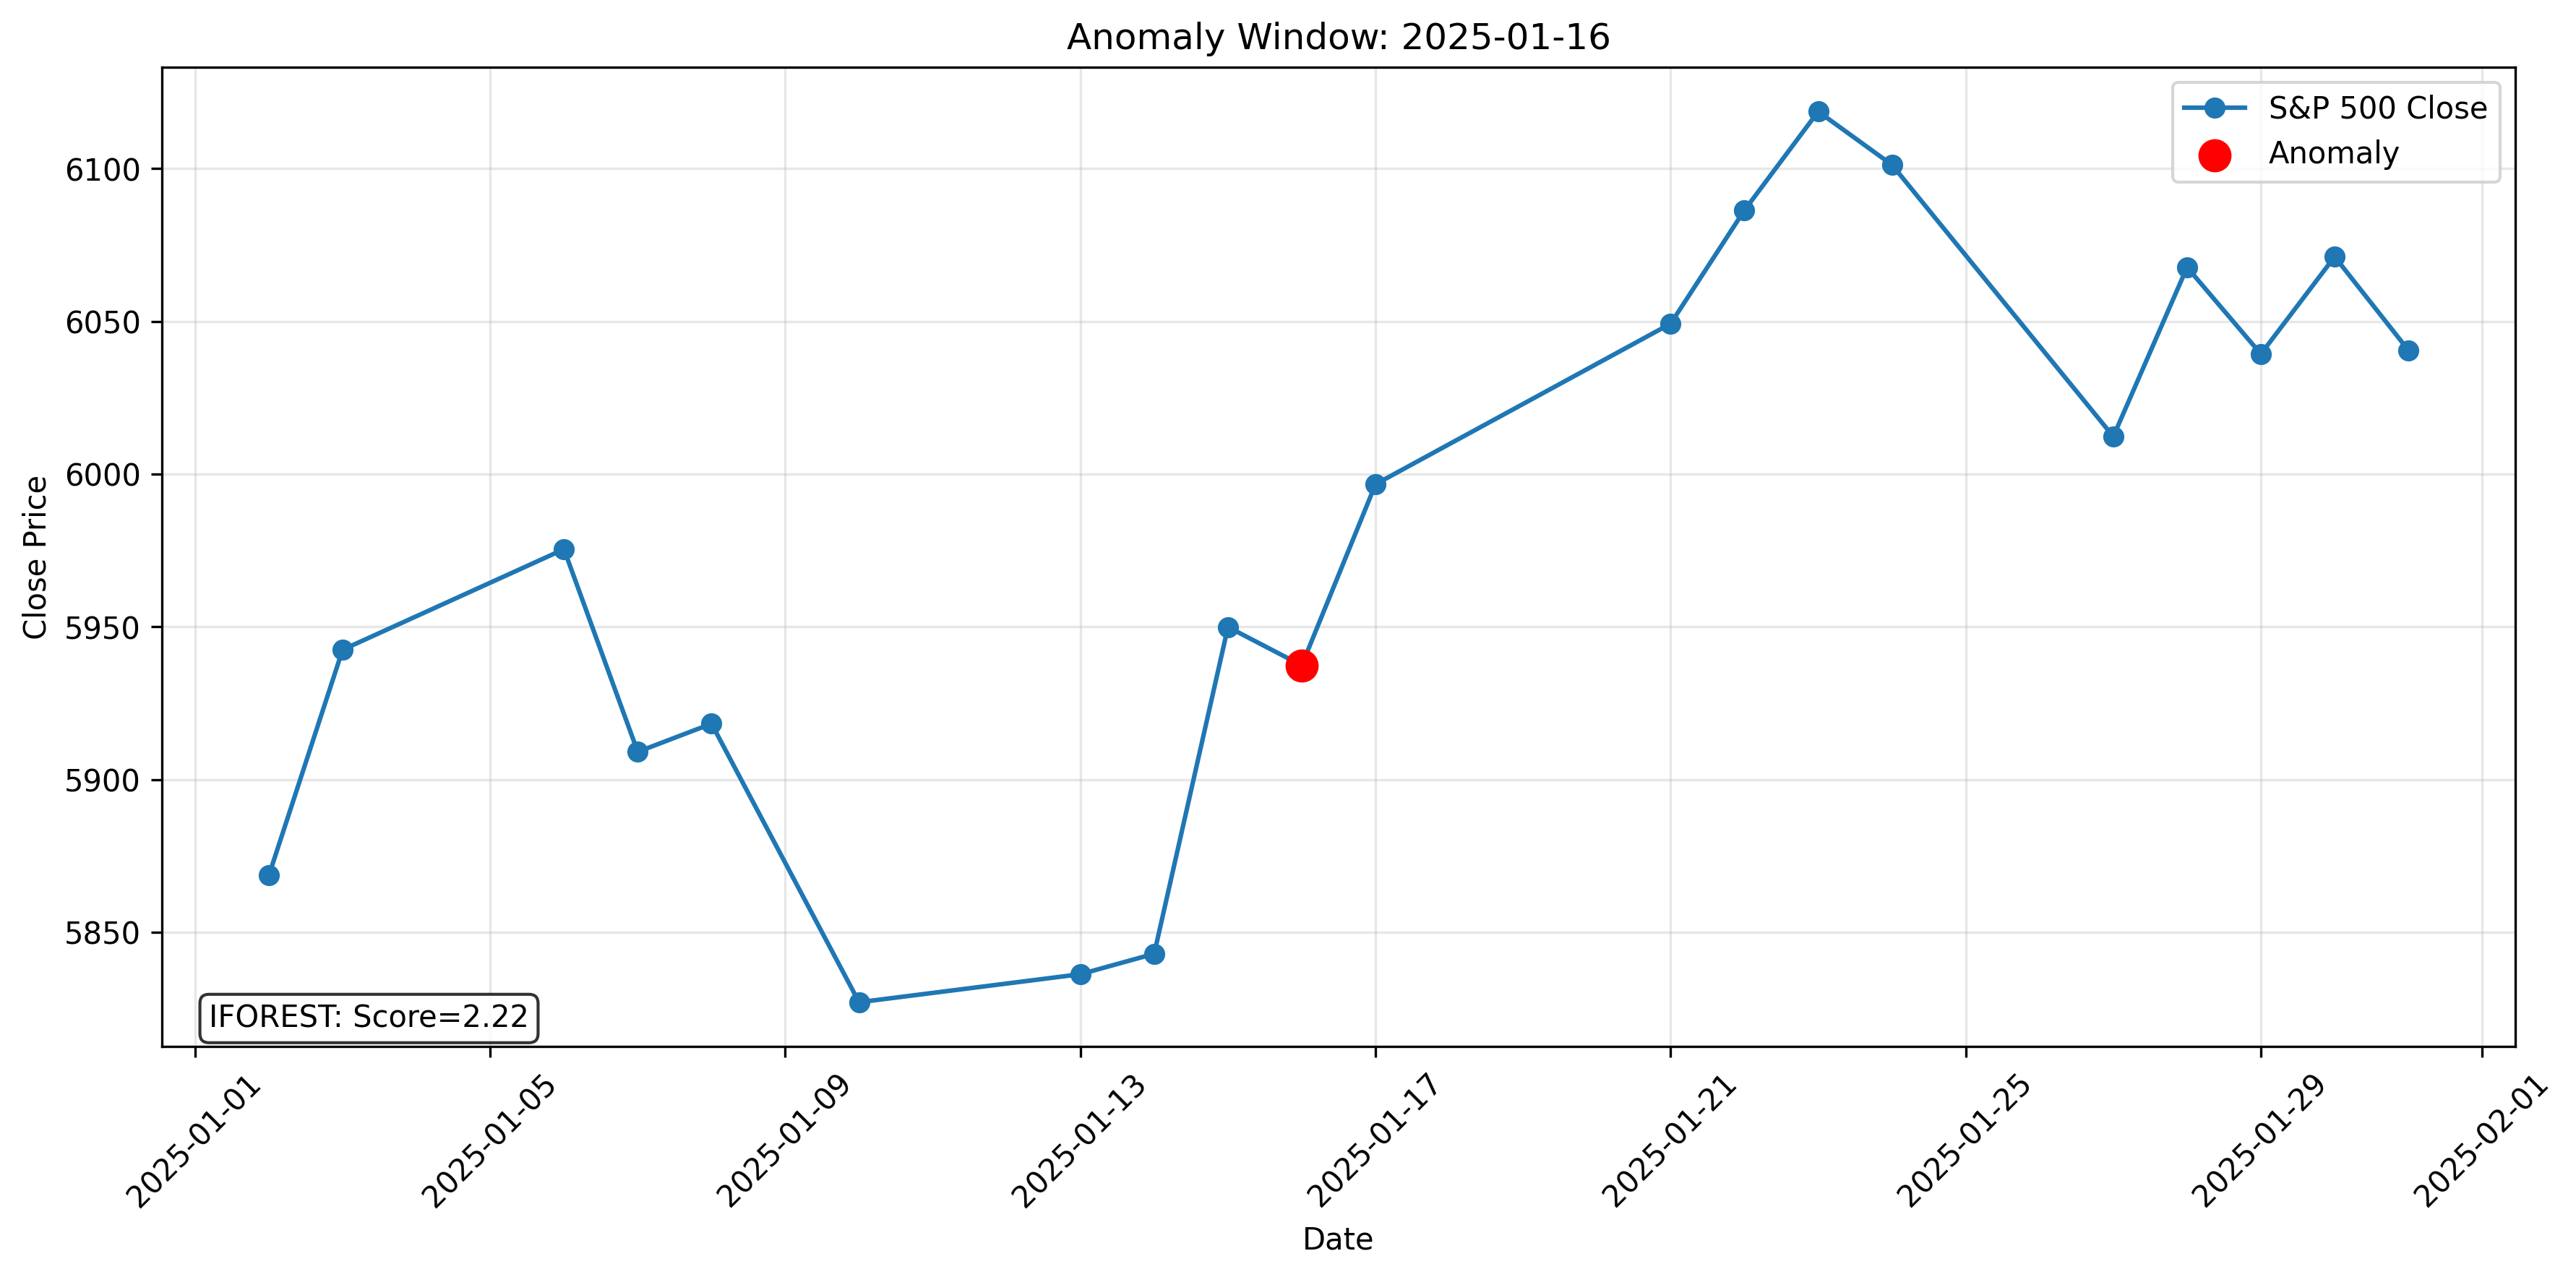 Anomaly Window: 2025-01-16
S&P 500 Close
Anomaly
Close Price
6100
6050
6000
5950
5900
5850
IFOREST: Score=2.22
2025-01-01
2025-01-05
2025-01-09
2025-01-13
2025-01-17
2025-01-21
2025-01-25
2025-01-29
2025-02-01
Date